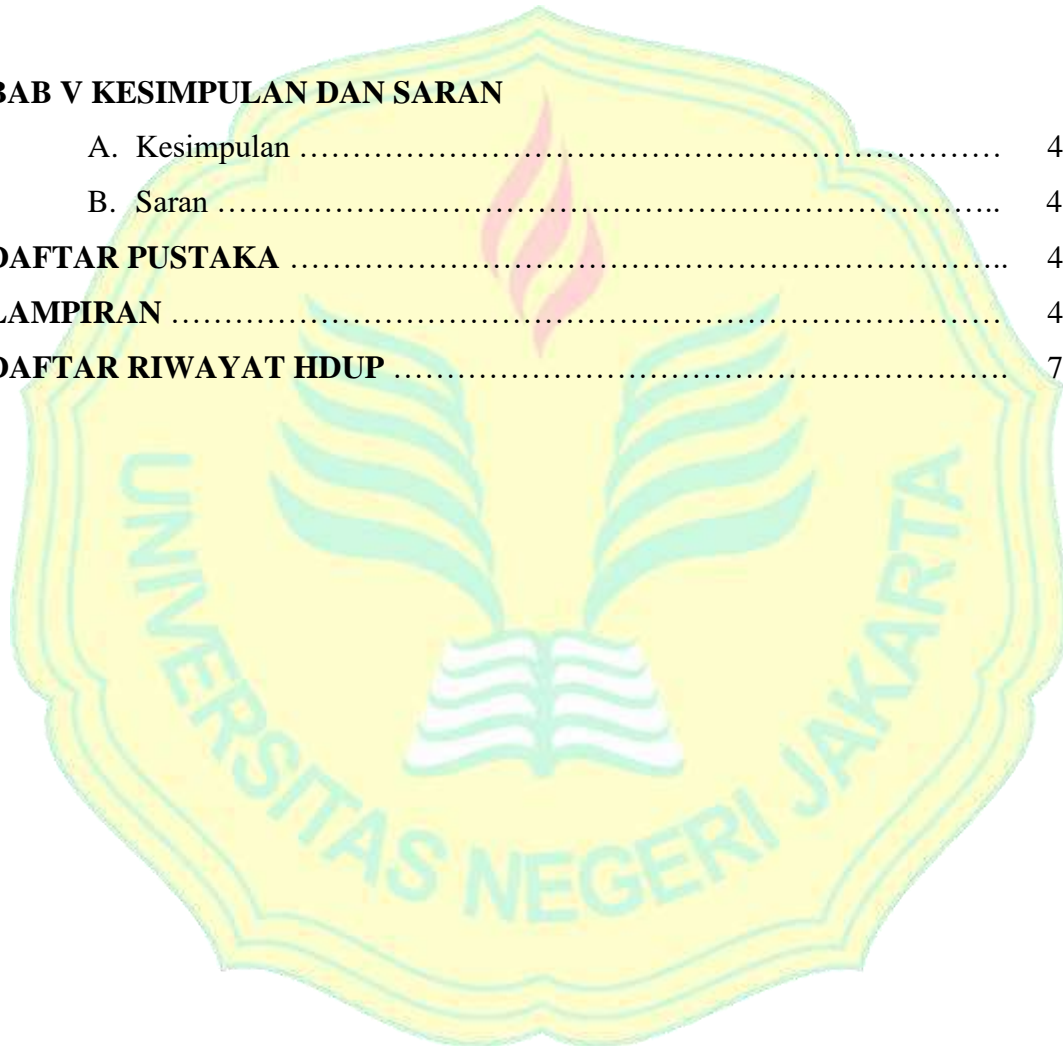 BAB V KESIMPULAN DAN SARAN
A. Kesimpulan ……………………………………………………………… 4
B. Saran …………………………………………………………………….. 4
DAFTAR PUSTAKA ……………………………………………………………….. 4
LAMPIRAN …………………………………………………………………………. 4
DAFTAR RIWAYAT HDUP ………………………………………………………. 7
UNIVERSITAS NEGERI JAKARTA